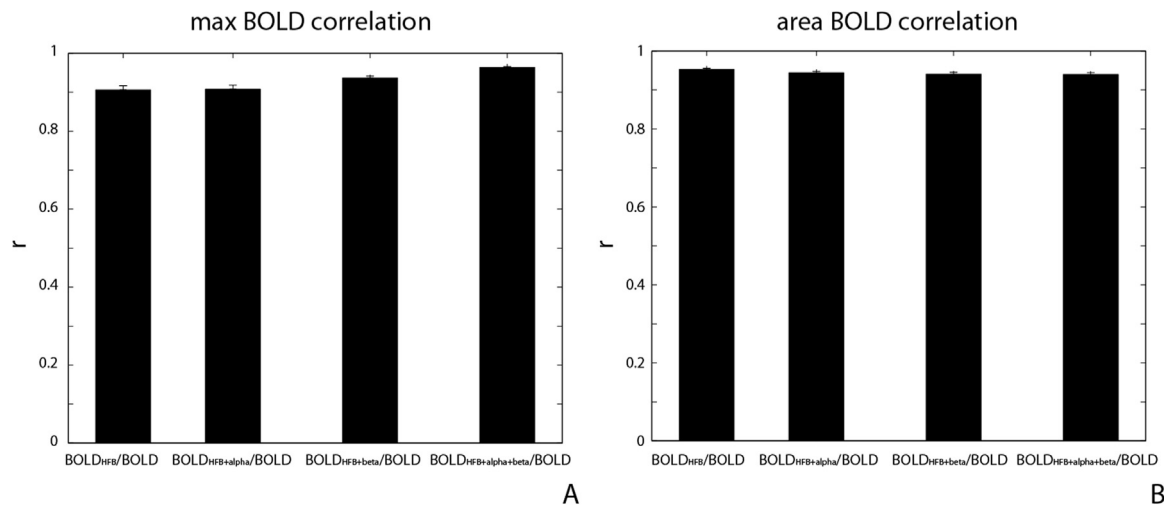 max BOLD correlation
1
0.8
0.6
0.4
0.2
0
r
BOLDHFB/BOLD BOLDHFB+alpha/BOLD BOLDHFB+beta/BOLD BOLDHFB+alpha+beta/BOLD
A
area BOLD correlation
1
0.8
0.6
0.4
0.2
0
r
BOLDHFB/BOLD BOLDHFB+alpha/BOLD BOLDHFB+beta/BOLD BOLDHFB+alpha+beta/BOLD
B